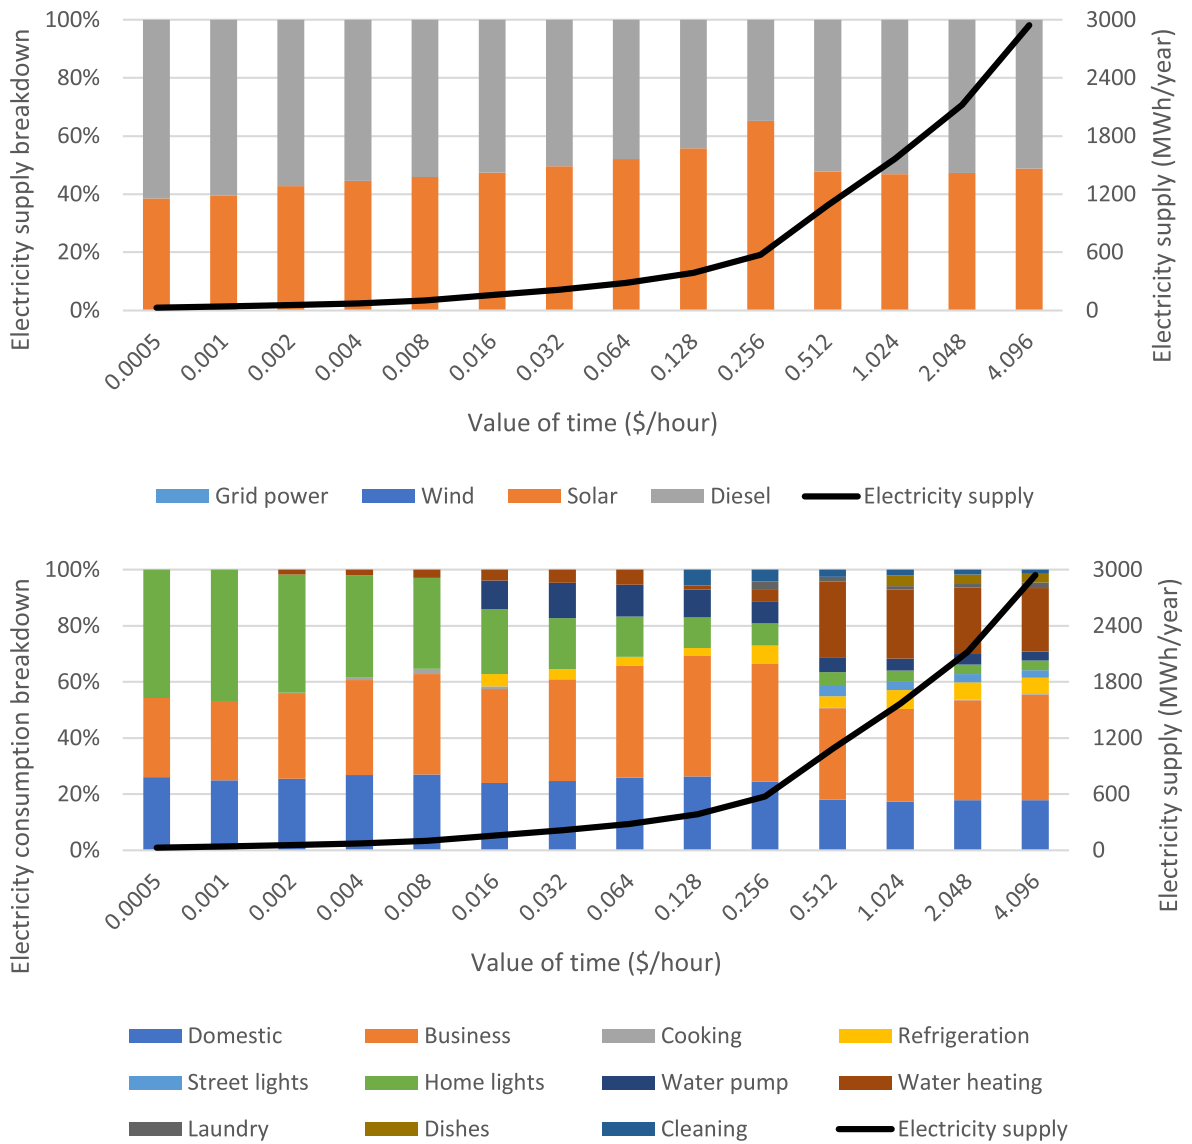 Electricity supply breakdown
100%
80%
60%
40%
20%
0%
3000
2400
1800
1200
600
0
Electricity supply (MWh/year)
0.0005 0.001 0.002 0.004 0.008 0.016 0.032 0.064 0.128 0.256 0.512 1.024 2.048 4.096
Value of time ($/hour)
Grid power Wind Solar Diesel Electricity supply
Electricity consumption breakdown
100%
80%
60%
40%
20%
0%
3000
2400
1800
1200
600
0
Electricity supply (MWh/year)
0.0005 0.001 0.002 0.004 0.008 0.016 0.032 0.064 0.128 0.256 0.512 1.024 2.048 4.096
Value of time ($/hour)
Domestic Business Cooking Refrigeration
Street lights Home lights Water pump Water heating
Laundry Dishes Cleaning Electricity supply